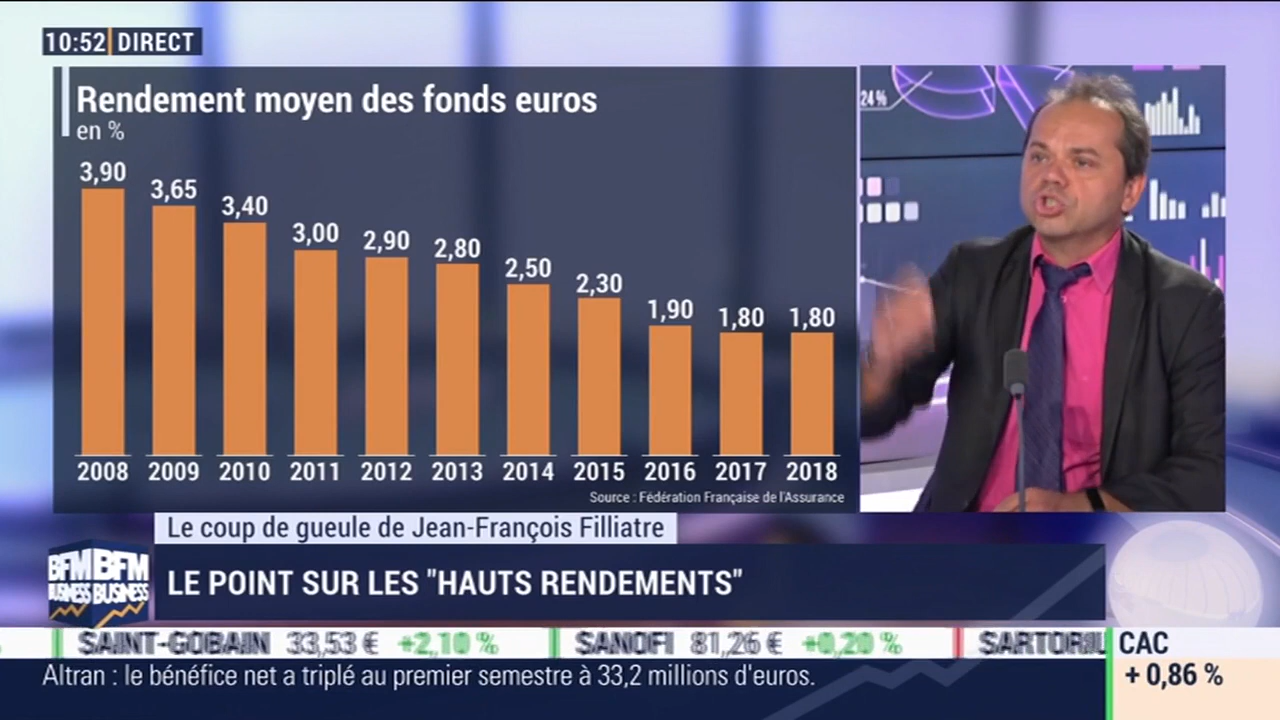 10:52 DIRECT
Rendement moyen des fonds euros
en %
3,90
3,65
3,40
3,00
2,90
2,80
2,50
2,30
1,90
1,80
1,80
2008 2009 2010 2011 2012 2013 2014 2015 2016 2017 2018
Source : Fédération Française de l'Assurance
24%
Le coup de gueule de Jean-François Filliatre
BFM BFM
BUSINESS BUSINESS
LE POINT SUR LES "HAUTS RENDEMENTS"
SAINT-GOBAIN 33,53 € +2,10 % SANOFI 81,26 € +0,20 % SARTORIU
CAC
+ 0,86 %
Altran : le bénéfice net a triplé au premier semestre à 33,2 millions d'euros.